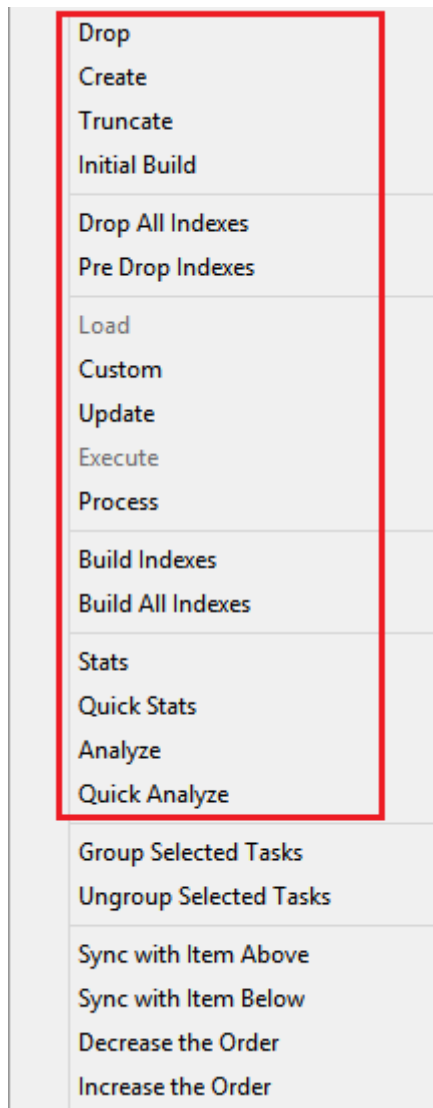 Drop
Create
Truncate
Initial Build
Drop All Indexes
Pre Drop Indexes
Load
Custom
Update
Execute
Process
Build Indexes
Build All Indexes
Stats
Quick Stats
Analyze
Quick Analyze
Group Selected Tasks
Ungroup Selected Tasks
Sync with Item Above
Sync with Item Below
Decrease the Order
Increase the Order